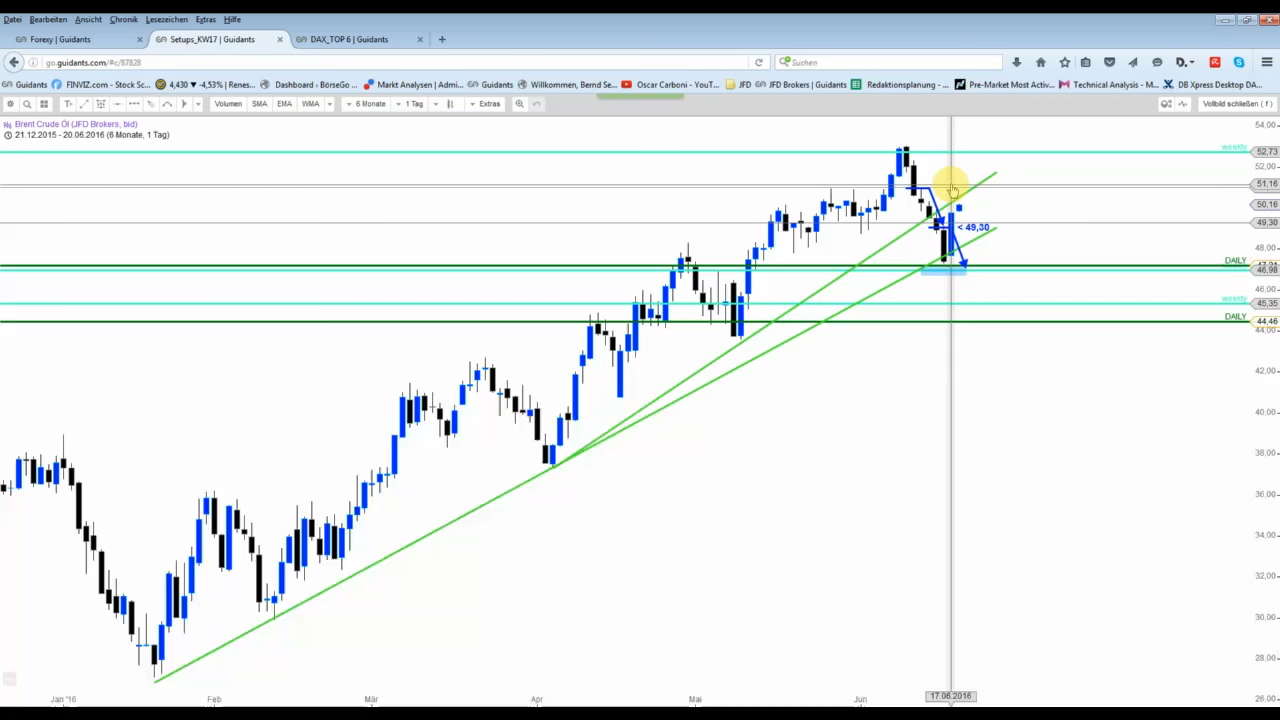 Datei Bearbeiten Ansicht Chronik Lesezeichen Extras Hilfe
Forexy | Guidants × Setups_KW17 | Guidants × DAX_TOP 6 | Guidants × +
go.guidants.com/#c/87828 Suchen
Guidants FINVIZ.com - Stock Sc... 4,430 ▼ -4,53% | Renes... Dashboard ‹ BörseGo ... Markt Analysen | Admi... Guidants Willkommen, Bernd Se... Oscar Carboni - YouT... JFD JFD Brokers | Guidants Redaktionsplanung - ... Pre-Market Most Activ... Technical Analysis - M... DB Xpress Desktop DA...
Volumen SMA EMA WMA 6 Monate 1 Tag Extras Vollbild schließen ( f )
Brent Crude Öl (JFD Brokers, bid)
21.12.2015 - 20.06.2016 (6 Monate, 1 Tag)
54,00
weekly 52,73
52,00
51,16
50,16
49,30
< 49,30
48,00
DAILY
46,98
46,00
weekly 45,35
DAILY 44,46
44,00
42,00
40,00
38,00
36,00
34,00
32,00
30,00
28,00
26,00
Jan '16 Feb Mär Apr Mai Jun 17.06.2016